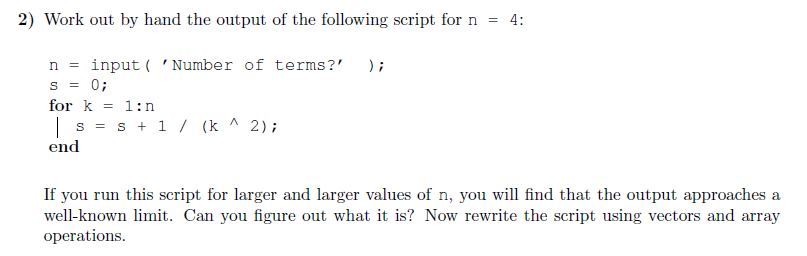 2) Work out by hand the output of the following script for n = 4:
n = input( 'Number of terms?' );
s = 0;
for k = 1:n
s = s + 1 / (k ^ 2);
end
If you run this script for larger and larger values of n, you will find that the output approaches a
well-known limit. Can you figure out what it is? Now rewrite the script using vectors and array
operations.